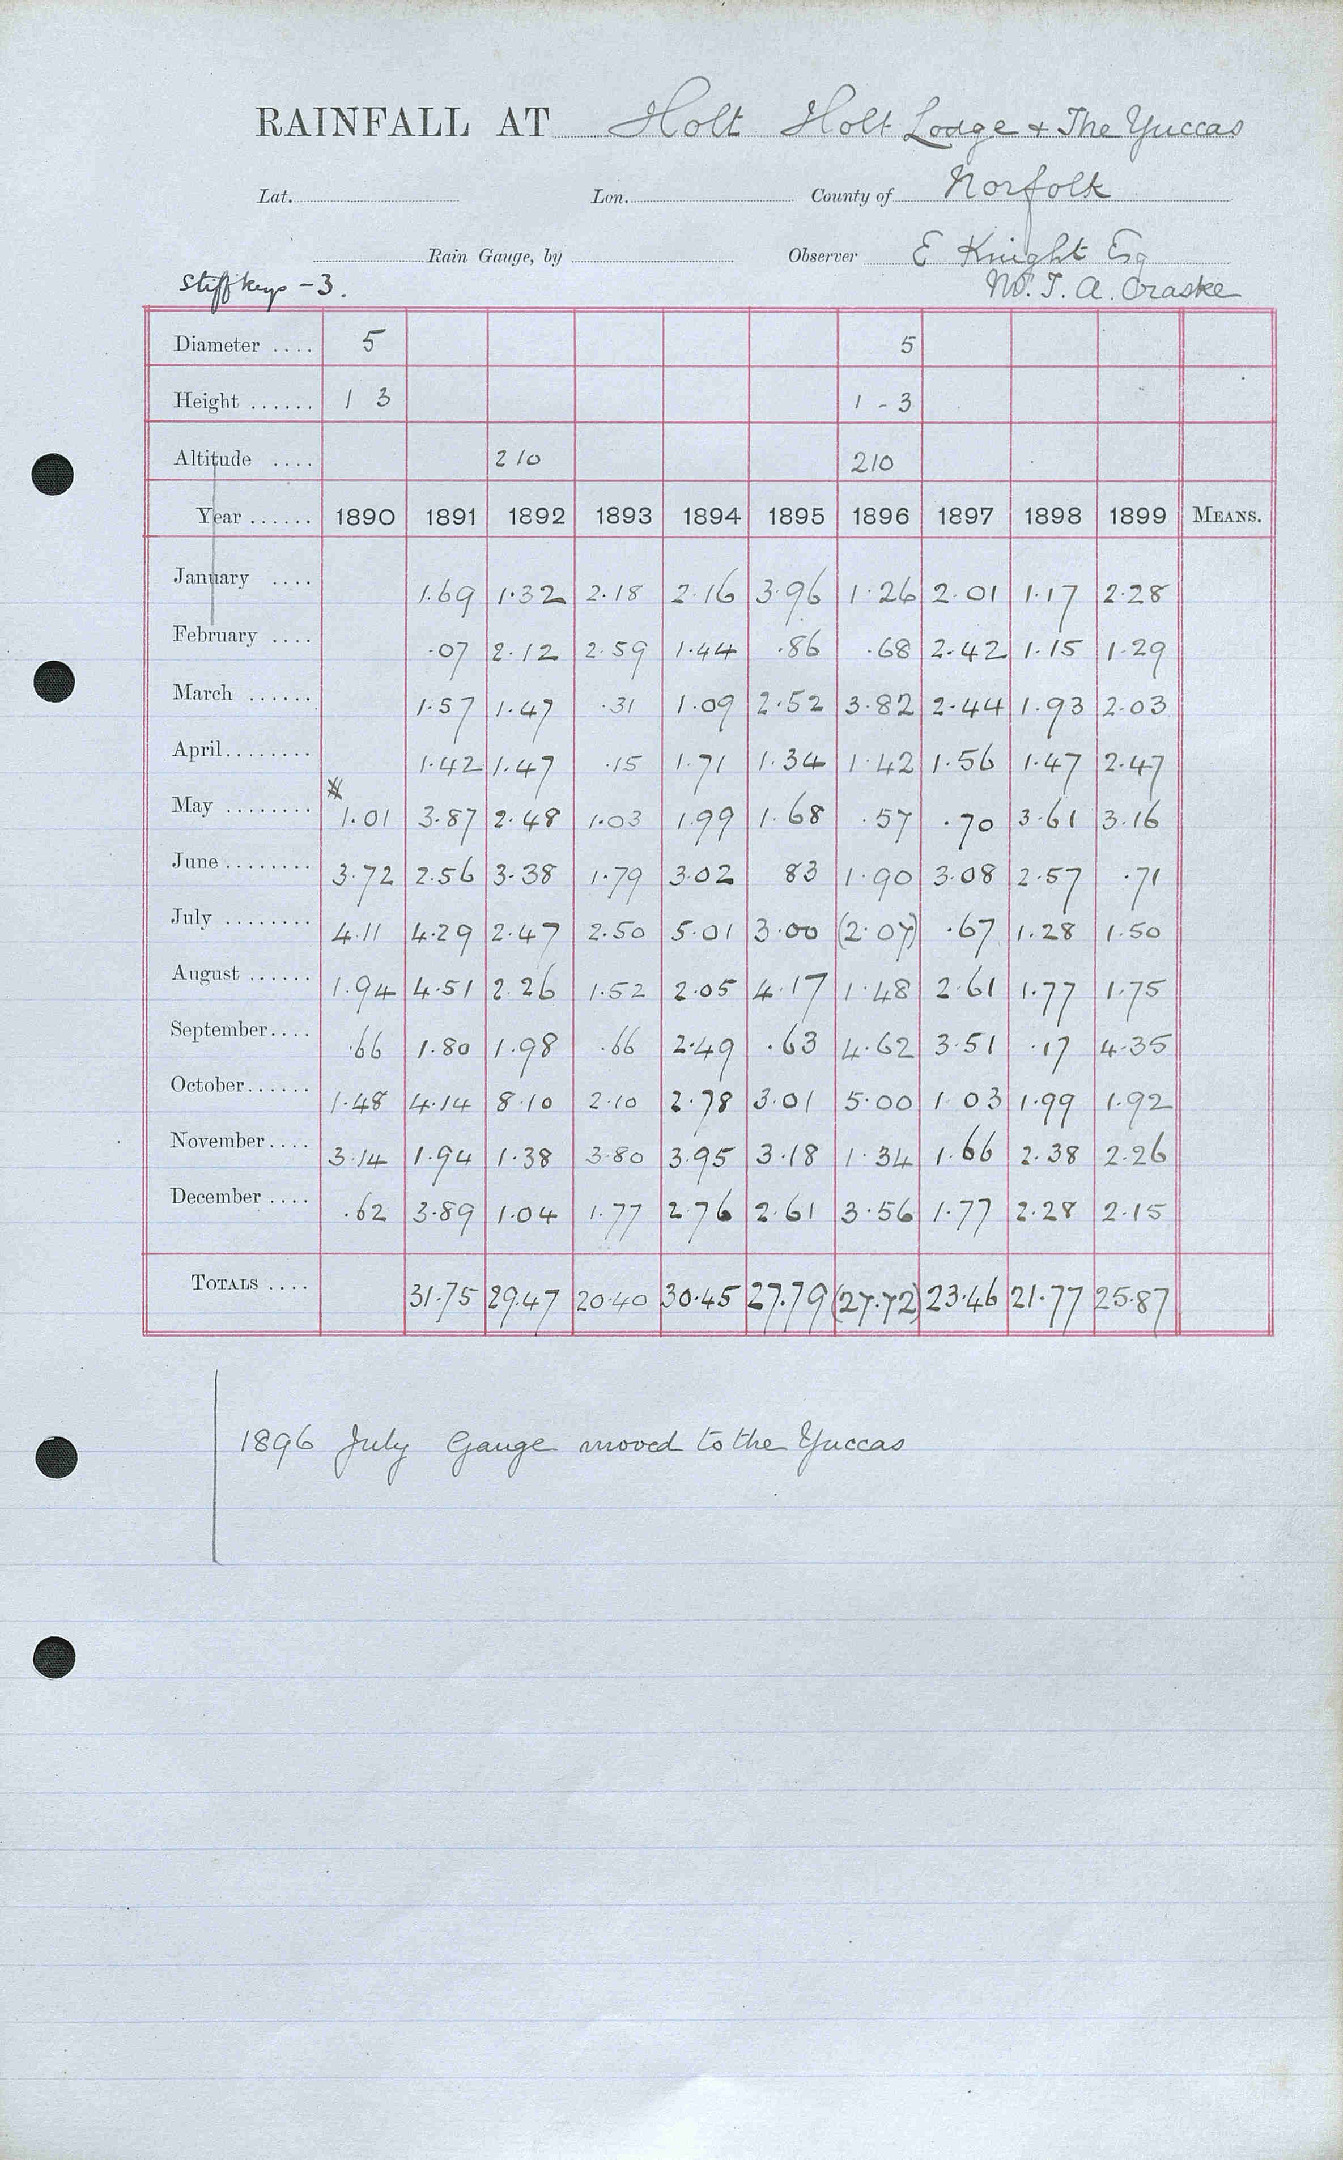 RAINFALL AT Holt Holt Lodge & The Yuccas
Lat. Lon. County of Norfolk
Rain Gauge, by Observer E Knight Esq
Stiffkeys - 3. W. T. A. Craske
Diameter .... 5 5
Height ...... 1 3 1 - 3
Altitude .... 210 210
Year ...... 1890 1891 1892 1893 1894 1895 1896 1897 1898 1899 MEANS.
January .... 1.69 1.32 2.18 2.16 3.96 1.26 2.01 1.17 2.28
February .... .07 2.12 2.59 1.44 .86 .68 2.42 1.15 1.29
March ...... 1.57 1.47 .31 1.09 2.52 3.82 2.44 1.93 2.03
April........ 1.42 1.47 .15 1.71 1.34 1.42 1.56 1.47 2.47
May ........ 1.01 3.87 2.48 1.03 1.99 1.68 .57 .70 3.61 3.16
June ........ 3.72 2.56 3.38 1.79 3.02 83 1.90 3.08 2.57 .71
July ........ 4.11 4.29 2.47 2.50 5.01 3.00 (2.07) .67 1.28 1.50
August ...... 1.94 4.51 2.26 1.52 2.05 4.17 1.48 2.61 1.77 1.75
September.... .66 1.80 1.98 .66 2.49 .63 4.62 3.51 .17 4.35
October...... 1.48 4.14 8.10 2.10 2.78 3.01 5.00 1 03 1.99 1.92
November.... 3.14 1.94 1.38 3.80 3.95 3.18 1.34 1.66 2.38 2.26
December .... .62 3.89 1.04 1.77 2.76 2.61 3.56 1.77 2.28 2.15
TOTALS .... 31.75 29.47 20.40 30.45 27.79 (27.72) 23.46 21.77 25.87
1896 July Gauge moved to the Yuccas